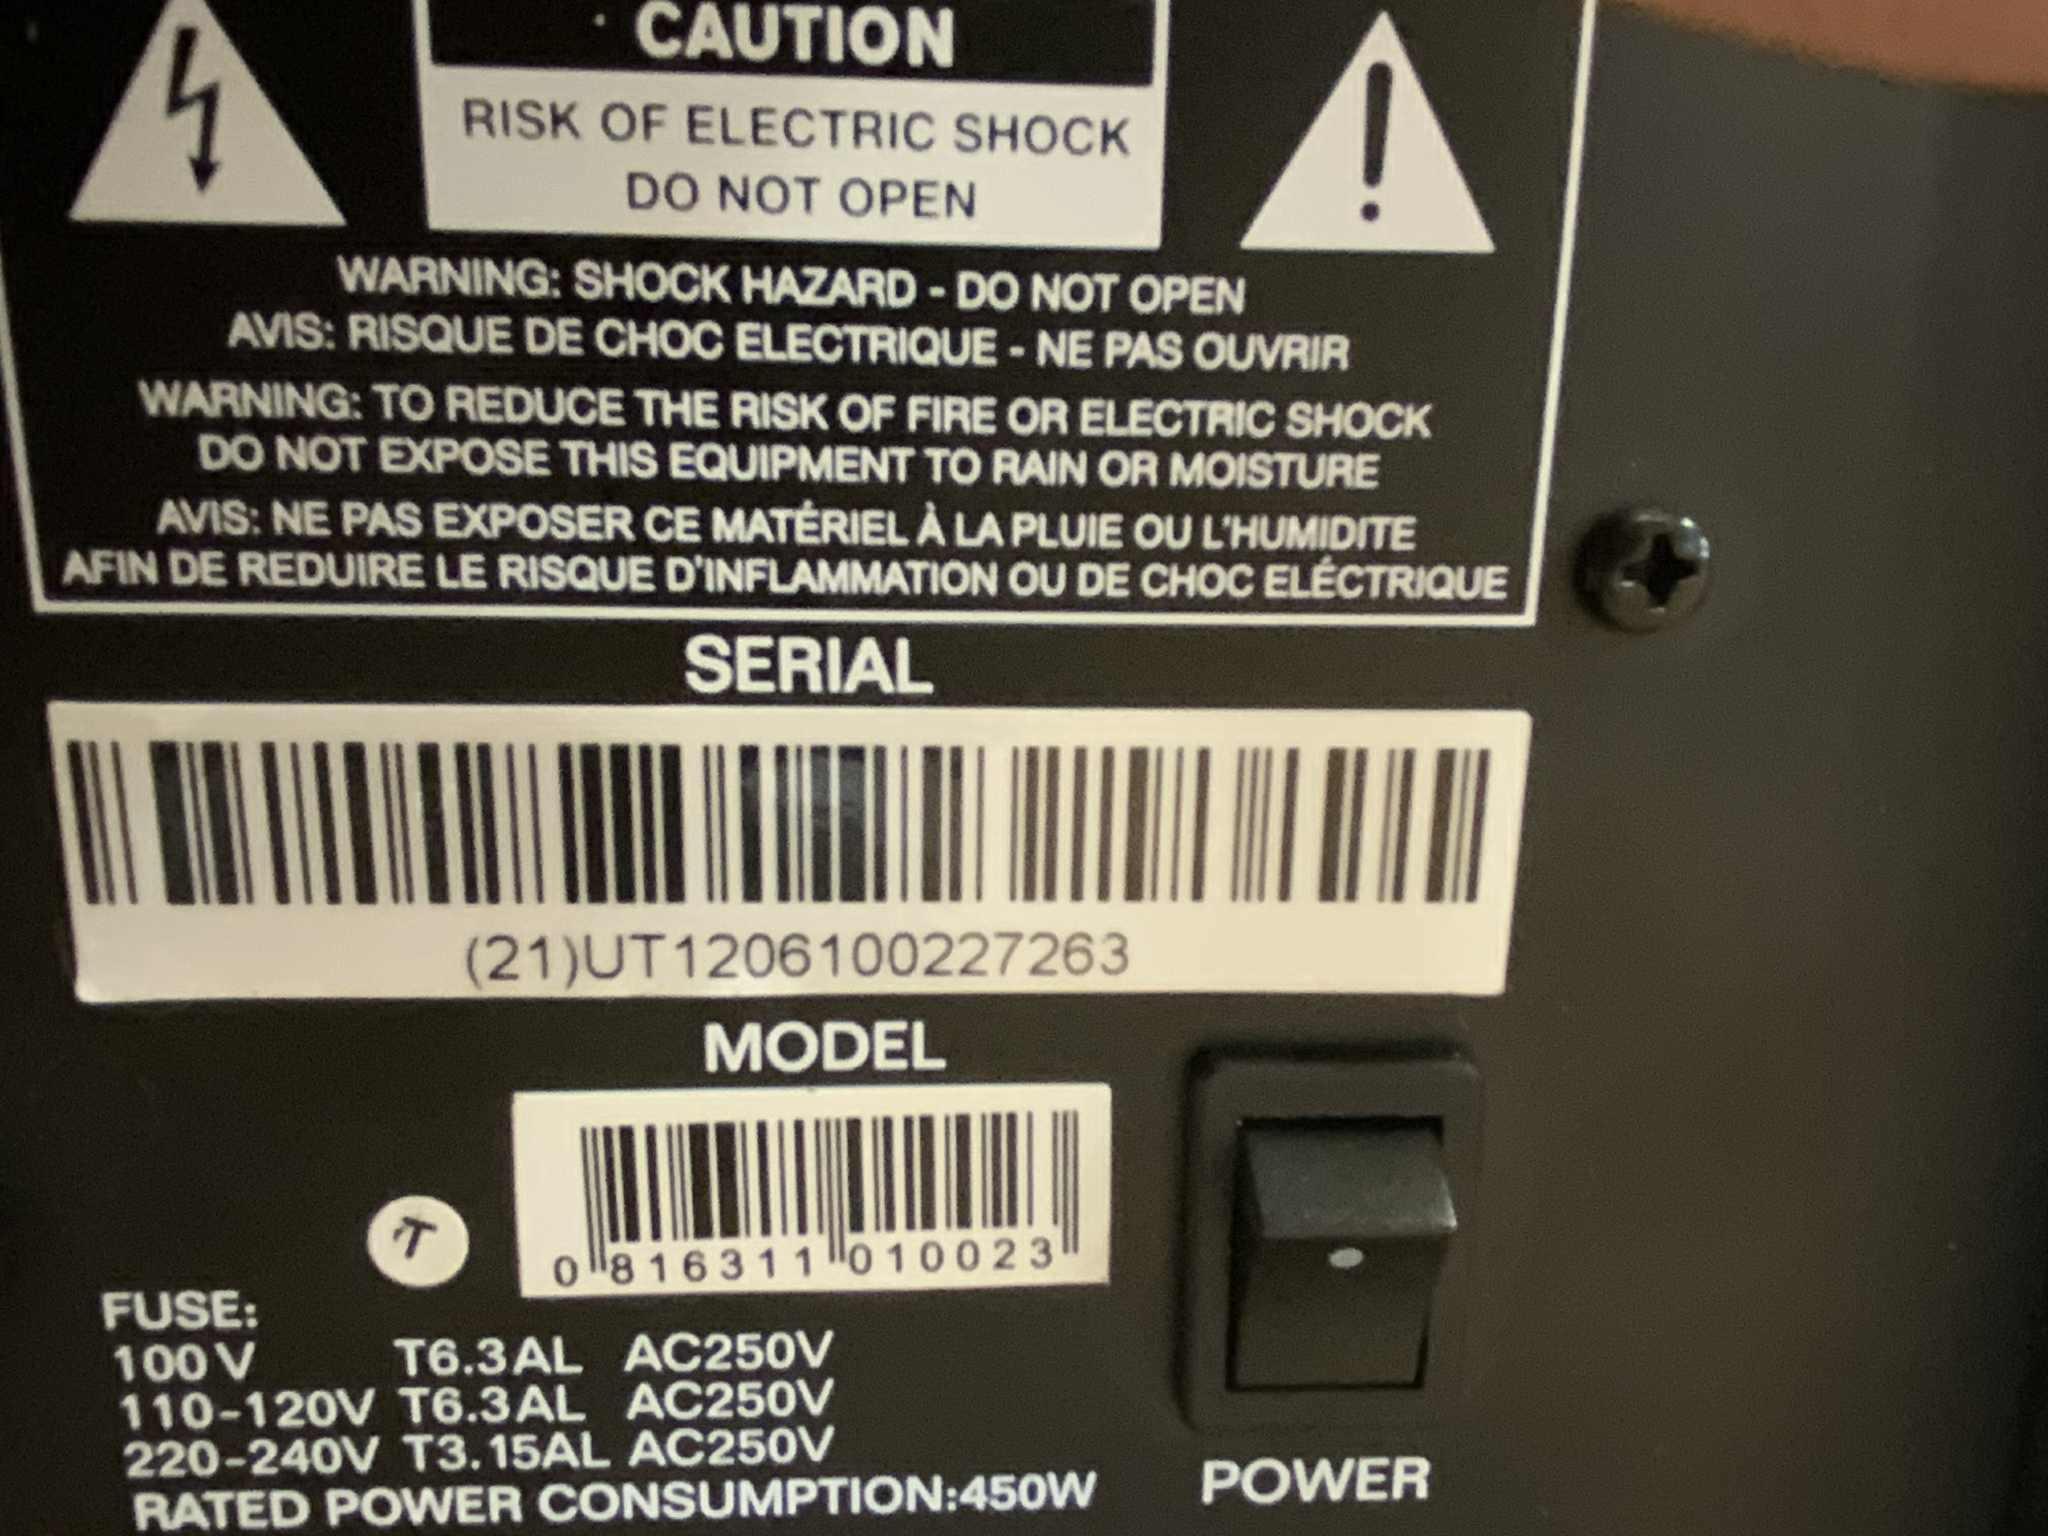 CAUTION
RISK OF ELECTRIC SHOCK
DO NOT OPEN
WARNING: SHOCK HAZARD - DO NOT OPEN
AVIS: RISQUE DE CHOC ELECTRIQUE - NE PAS OUVRIR
WARNING: TO REDUCE THE RISK OF FIRE OR ELECTRIC SHOCK
DO NOT EXPOSE THIS EQUIPMENT TO RAIN OR MOISTURE
AVIS: NE PAS EXPOSER CE MATÉRIEL À LA PLUIE OU L'HUMIDITE
AFIN DE REDUIRE LE RISQUE D'INFLAMMATION OU DE CHOC ELÉCTRIQUE
SERIAL
(21)UT1206100227263
MODEL
0 816311 010023
T
FUSE:
100V T6.3AL AC250V
110-120V T6.3AL AC250V
220-240V T3.15AL AC250V
RATED POWER CONSUMPTION:450W
POWER